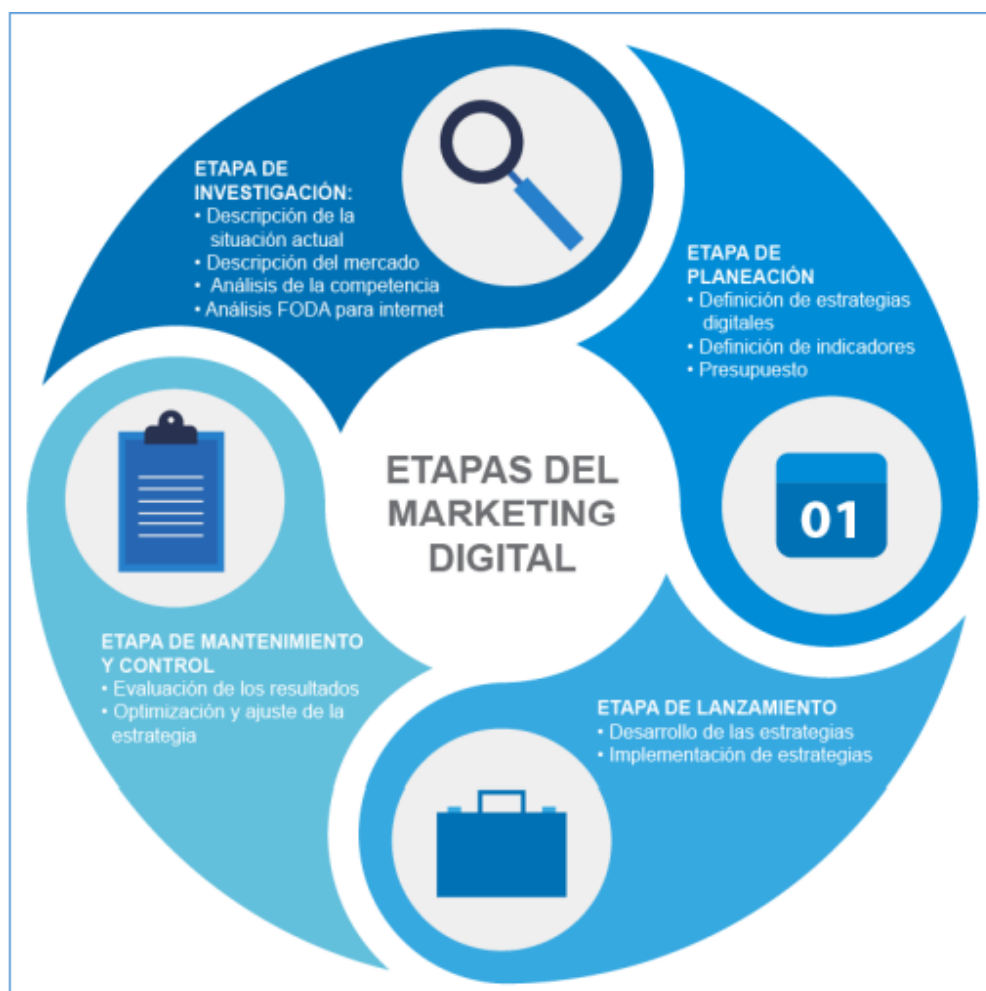 ETAPA DE
INVESTIGACIÓN:
• Descripción de la
situación actual
• Descripción del mercado
• Análisis de la competencia
• Análisis FODA para internet
ETAPA DE
PLANEACIÓN
• Definición de estrategias
digitales
• Definición de indicadores
• Presupuesto
01
ETAPAS DEL
MARKETING
DIGITAL
ETAPA DE LANZAMIENTO
• Desarrollo de las estrategias
• Implementación de estrategias
ETAPA DE MANTENIMIENTO
Y CONTROL
• Evaluación de los resultados
• Optimización y ajuste de la
estrategia